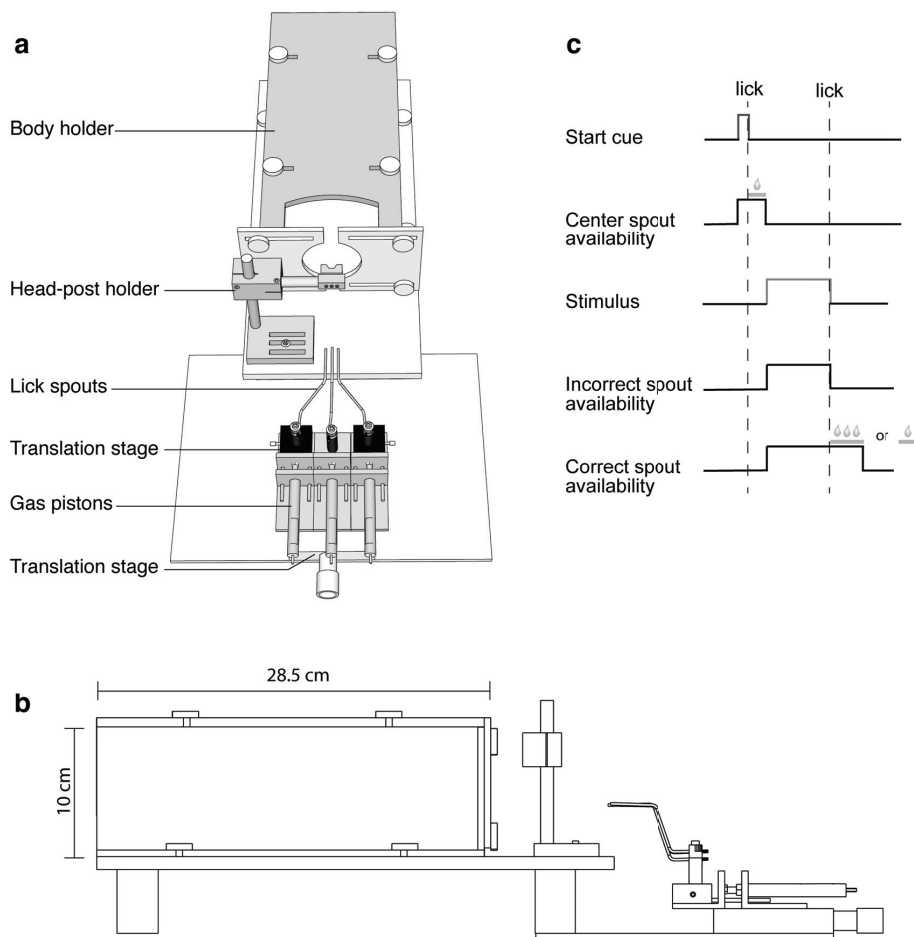 a
Body holder
Head-post holder
Lick spouts
Translation stage
Gas pistons
Translation stage
c
lick lick
Start cue
Center spout
availability
Stimulus
Incorrect spout
availability
or
Correct spout
availability
b
28.5 cm
10 cm